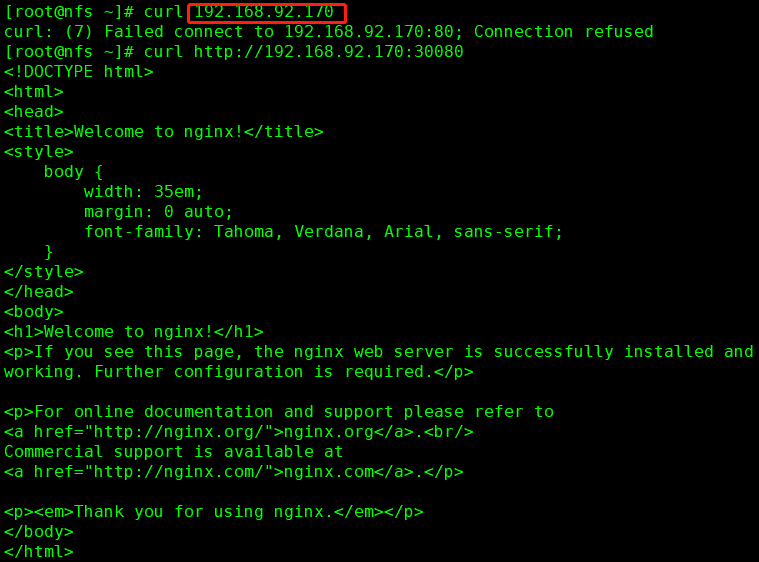 [root@nfs ~]# curl 192.168.92.170
curl: (7) Failed connect to 192.168.92.170:80; Connection refused
[root@nfs ~]# curl http://192.168.92.170:30080
<!DOCTYPE html>
<html>
<head>
<title>Welcome to nginx!</title>
<style>
    body {
        width: 35em;
        margin: 0 auto;
        font-family: Tahoma, Verdana, Arial, sans-serif;
    }
</style>
</head>
<body>
<h1>Welcome to nginx!</h1>
<p>If you see this page, the nginx web server is successfully installed and
working. Further configuration is required.</p>

<p>For online documentation and support please refer to
<a href="http://nginx.org/">nginx.org</a>.<br/>
Commercial support is available at
<a href="http://nginx.com/">nginx.com</a>.</p>

<p><em>Thank you for using nginx.</em></p>
</body>
</html>